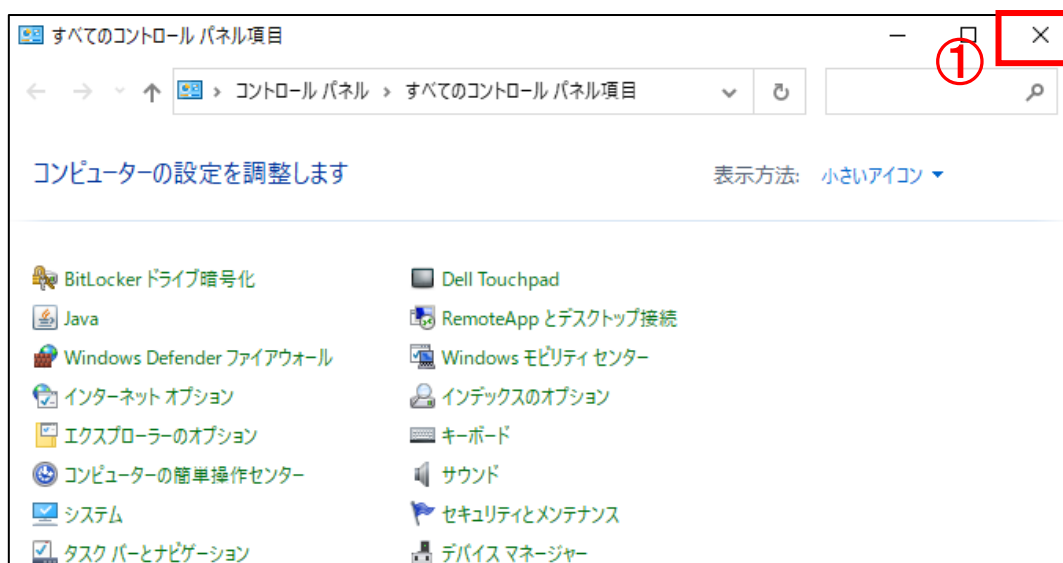 すべてのコントロール パネル項目
①
コントロール パネル › すべてのコントロール パネル項目
コンピューターの設定を調整します
表示方法: 小さいアイコン
BitLocker ドライブ暗号化
Dell Touchpad
Java
RemoteApp とデスクトップ接続
Windows Defender ファイアウォール
Windows モビリティ センター
インターネット オプション
インデックスのオプション
エクスプローラーのオプション
キーボード
コンピューターの簡単操作センター
サウンド
システム
セキュリティとメンテナンス
タスク バーとナビゲーション
デバイス マネージャー